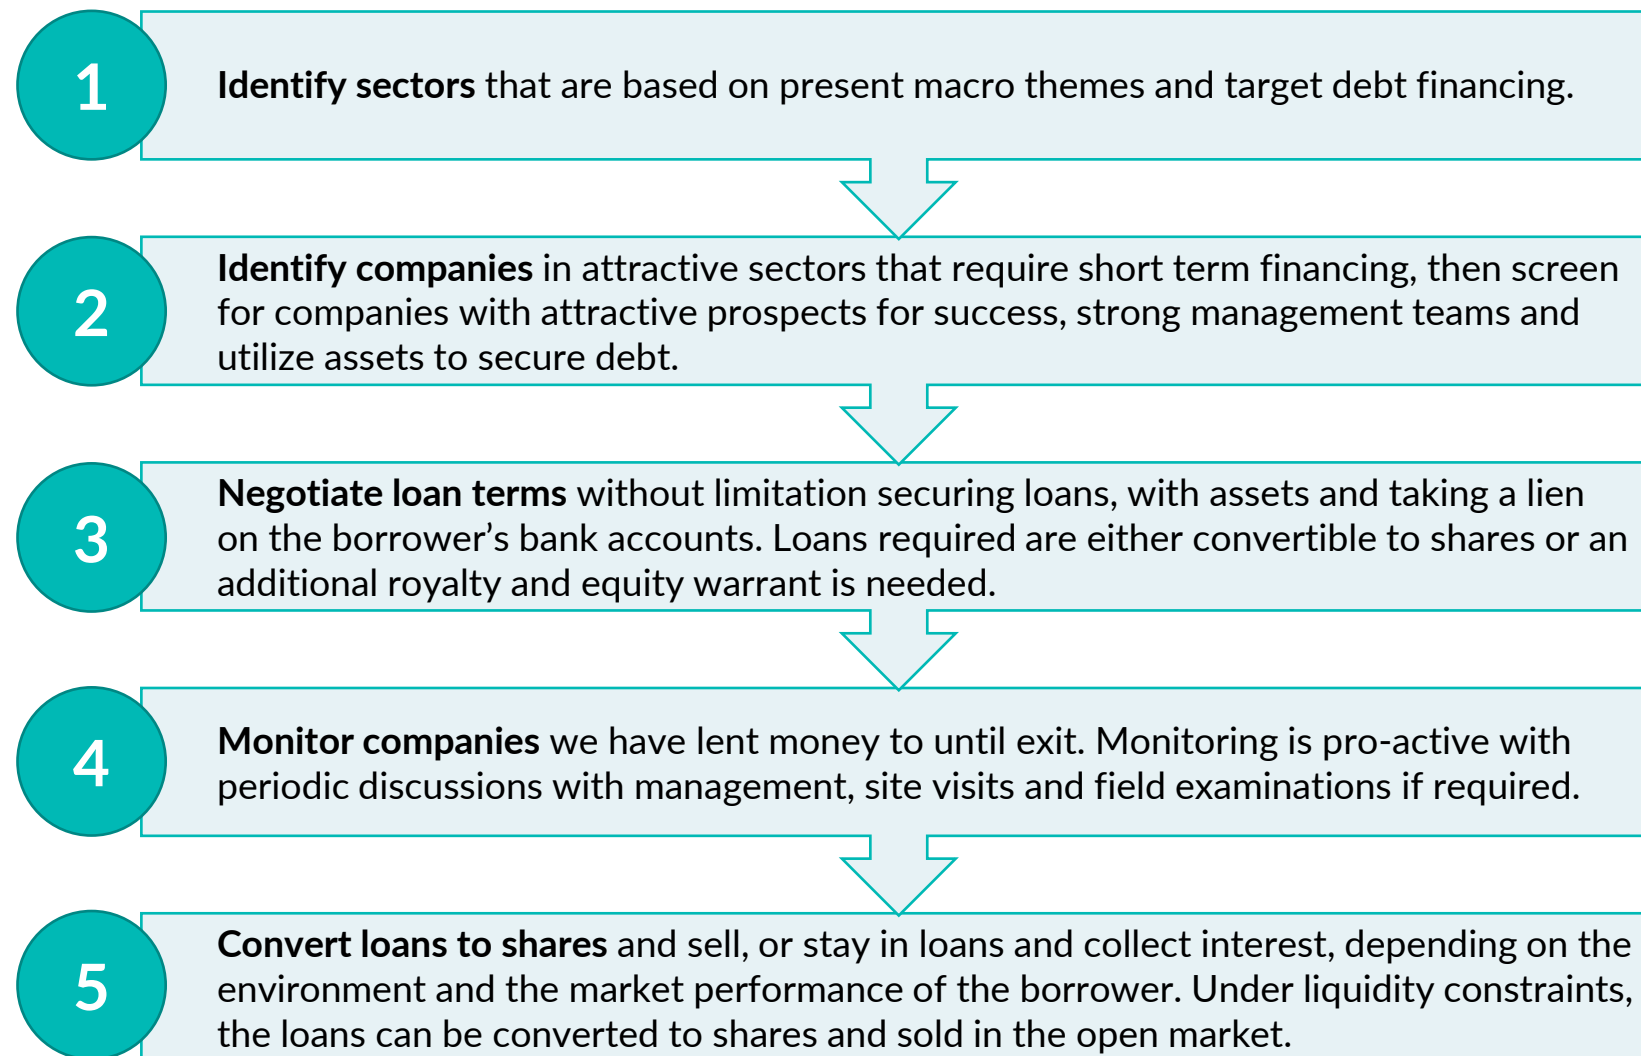 1
Identify sectors that are based on present macro themes and target debt financing.
2
Identify companies in attractive sectors that require short term financing, then screen
for companies with attractive prospects for success, strong management teams and
utilize assets to secure debt.
3
Negotiate loan terms without limitation securing loans, with assets and taking a lien
on the borrower’s bank accounts. Loans required are either convertible to shares or an
additional royalty and equity warrant is needed.
4
Monitor companies we have lent money to until exit. Monitoring is pro-active with
periodic discussions with management, site visits and field examinations if required.
5
Convert loans to shares and sell, or stay in loans and collect interest, depending on the
environment and the market performance of the borrower. Under liquidity constraints,
the loans can be converted to shares and sold in the open market.